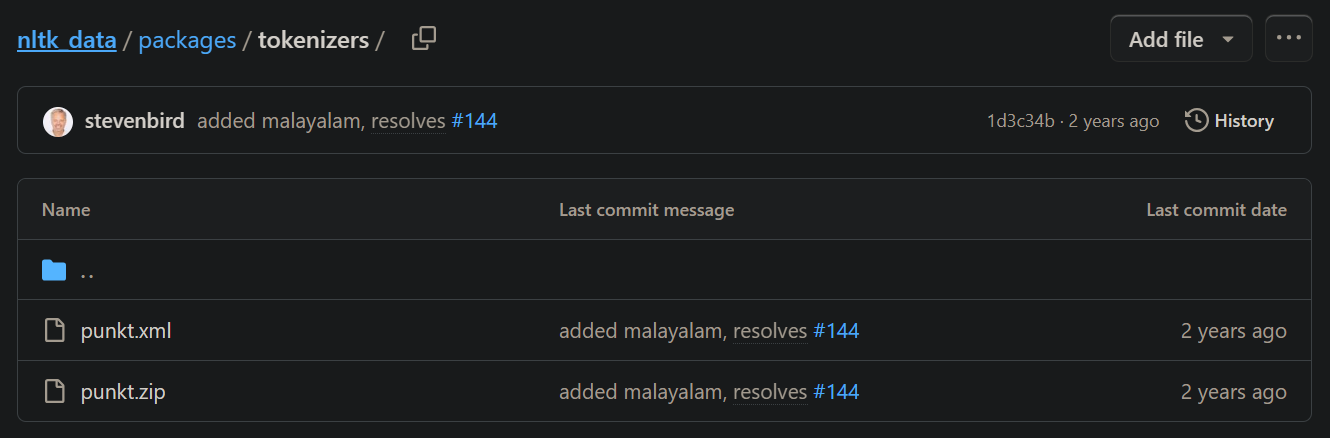 nltk_data / packages / tokenizers /
Add file
stevenbird added malayalam, resolves #144
1d3c34b · 2 years ago
History
Name Last commit message Last commit date
..
punkt.xml added malayalam, resolves #144 2 years ago
punkt.zip added malayalam, resolves #144 2 years ago